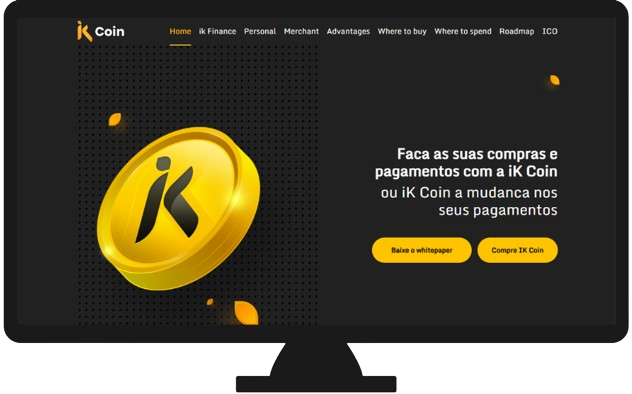 iK Coin
Home ik Finance Personal Merchant Advantages Where to buy Where to spend Roadmap ICO
Faca as suas compras e
pagamentos com a iK Coin
ou iK Coin a mudanca nos
seus pagamentos
iK
Baixe o whitepaper Compre IK Coin